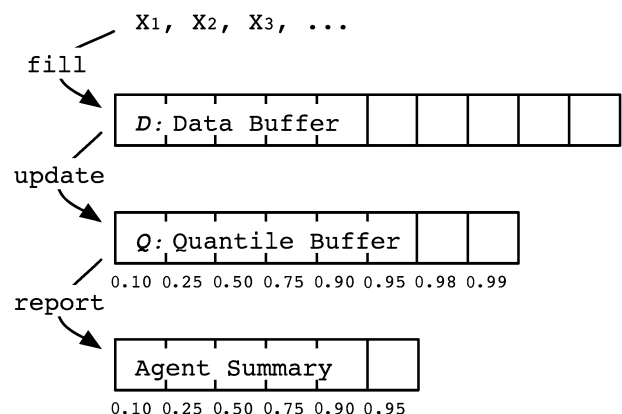 X1, X2, X3, ...
fill
D: Data Buffer
update
Q: Quantile Buffer
0.10 0.25 0.50 0.75 0.90 0.95 0.98 0.99
report
Agent Summary
0.10 0.25 0.50 0.75 0.90 0.95